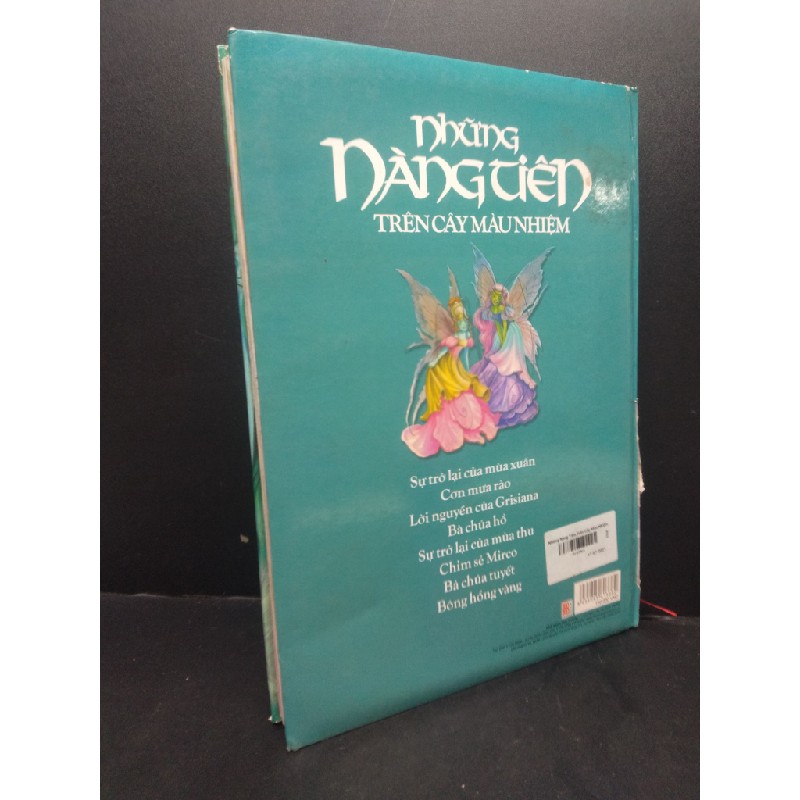 Những
NÀNG TIÊN
TRÊN CÂY MÀU NHIỆM
Sự trở lại của mùa xuân
Cơn mưa rào
Lời nguyền của Grisiana
Bà chúa hồ
Sự trở lại của mùa thu
Chim sẻ Mirco
Bà chúa tuyết
Bông hồng vàng